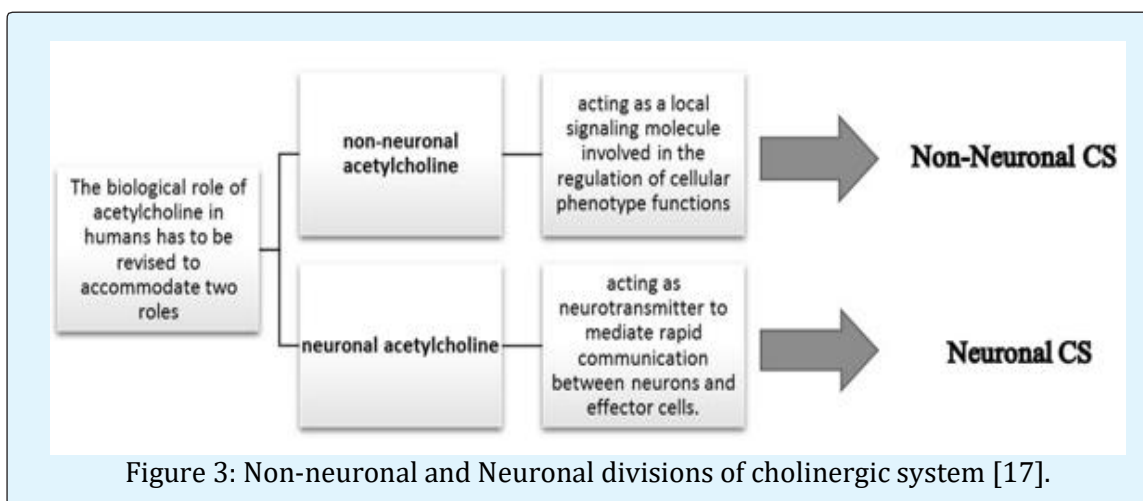 The biological role of
acetylcholine in
humans has to be
revised to
accommodate two
roles
non-neuronal
acetylcholine
acting as a local
signaling molecule
involved in the
regulation of cellular
phenotype functions
Non-Neuronal CS
neuronal acetylcholine
acting as
neurotransmitter to
mediate rapid
communication
between neurons and
effector cells.
Neuronal CS
Figure 3: Non-neuronal and Neuronal divisions of cholinergic system [17].